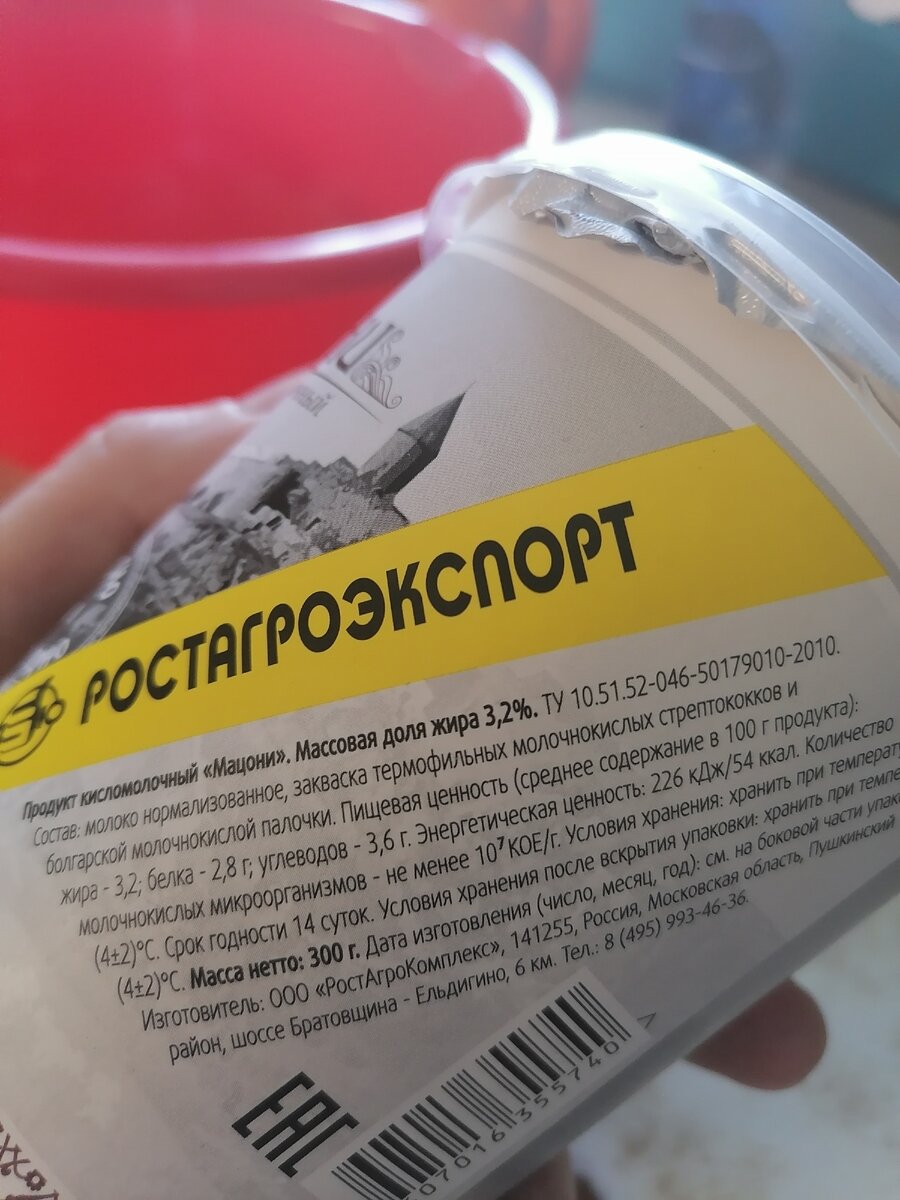 РОСТАГРОЭКСПОРТ
Продукт кисломолочный «Мацони». Массовая доля жира 3,2%. ТУ 10.51.52-046-50179010-2010.
Состав: молоко нормализованное, закваска термофильных молочнокислых стрептококков и
болгарской молочнокислой палочки. Пищевая ценность (среднее содержание в 100 г продукта):
жира - 3,2; белка - 2,8 г; углеводов - 3,6 г. Энергетическая ценность: 226 кДж/54 ккал. Количество
молочнокислых микроорганизмов - не менее 10⁷ КОЕ/г. Условия хранения: хранить при
(4±2)°С. Срок годности 14 суток. Условия хранения после вскрытия упаковки: хранить при
(4±2)°С. Масса нетто: 300 г. Дата изготовления (число, месяц, год): см. на боковой части
Изготовитель: ООО «РостАгроКомплекс», 141255, Россия, Московская область, Пушкинский
район, шоссе Братовщина - Ельдигино, 6 км. Тел.: 8 (495) 993-46-36.
EAC
07016 355740 >